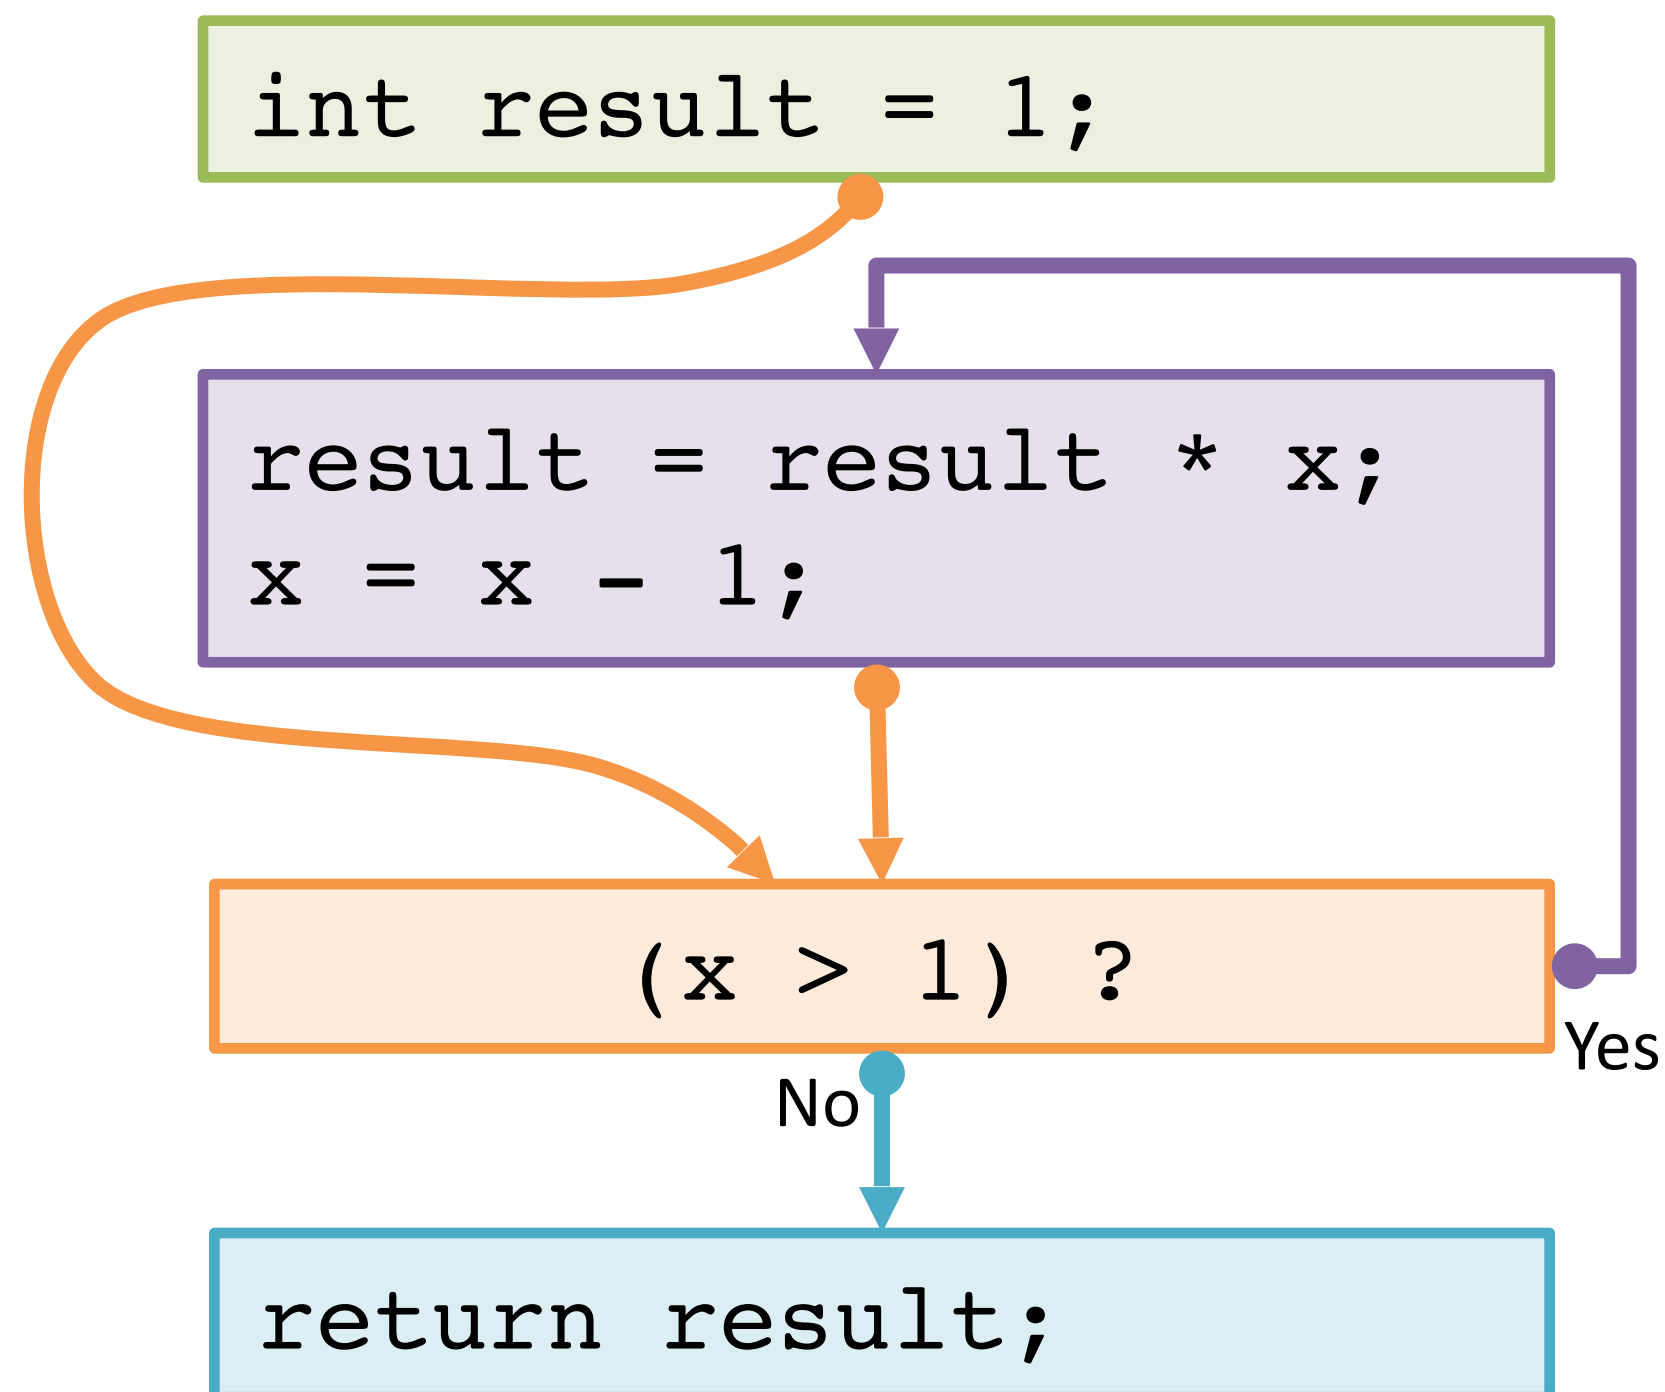 int result = 1;
result = result * x;
x = x - 1;
(x > 1) ?
Yes
No
return result;